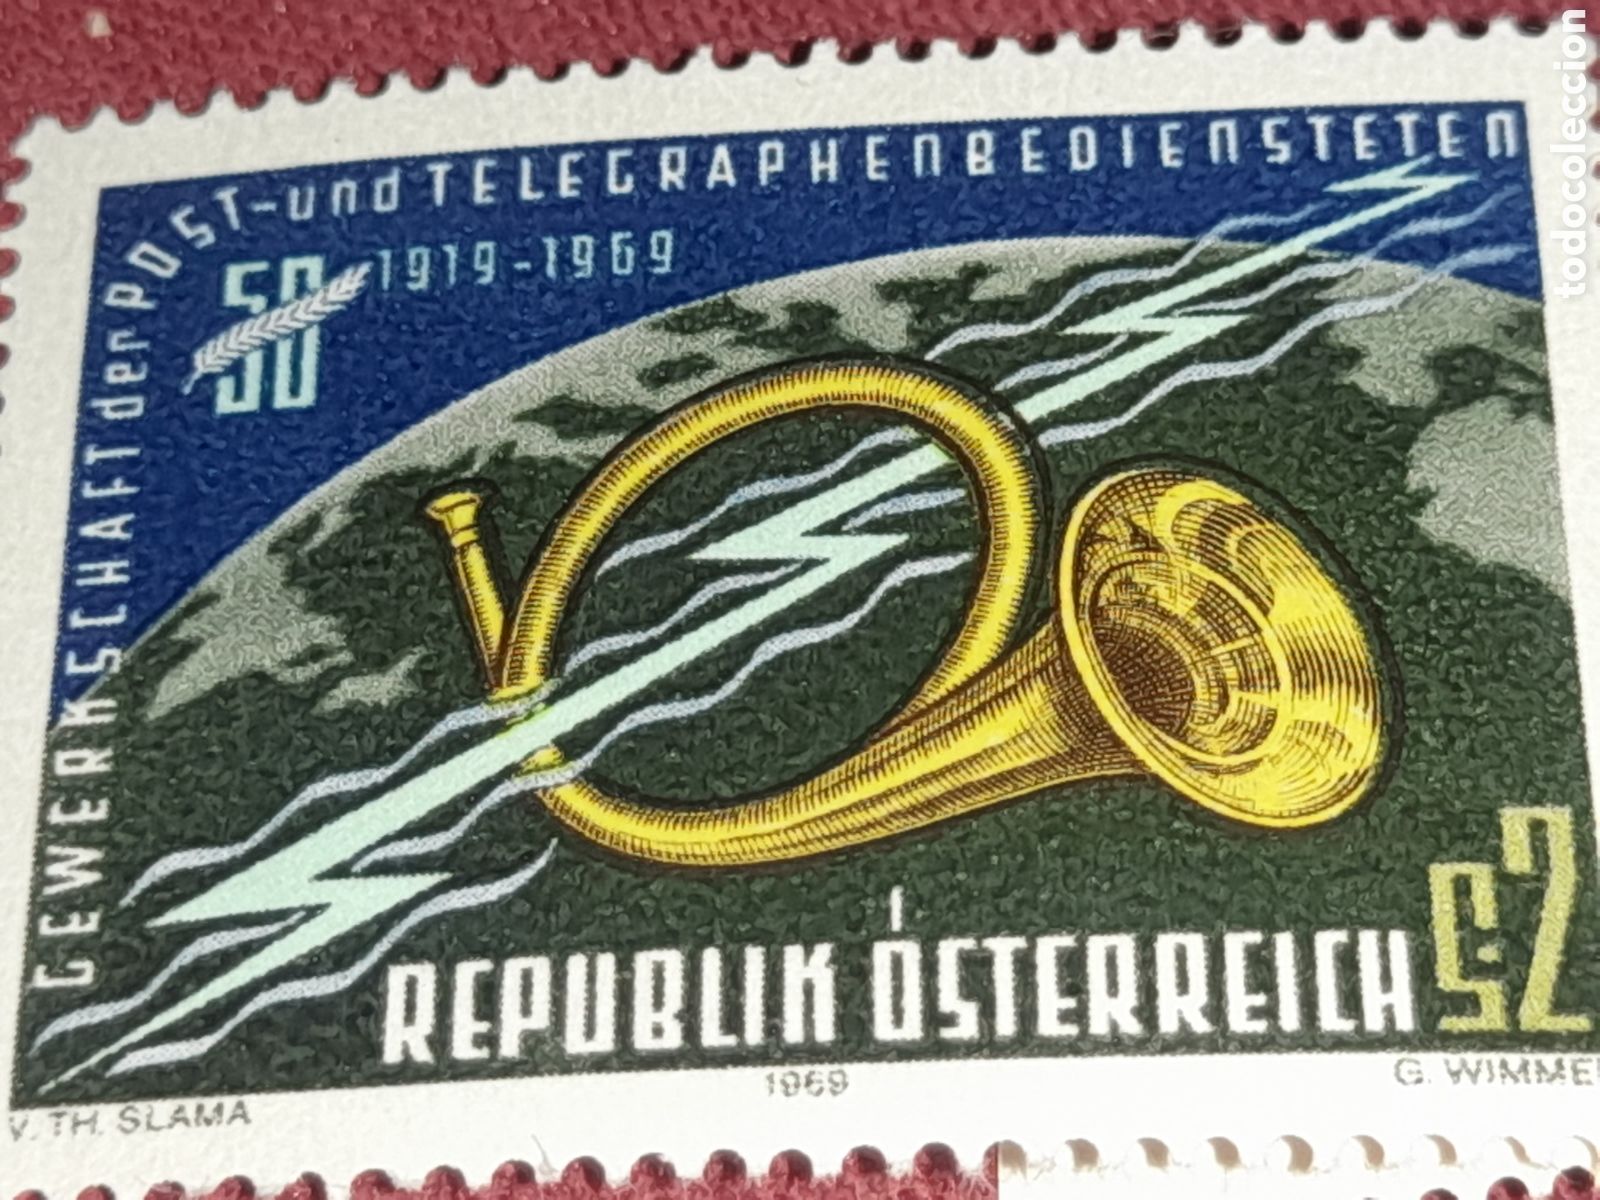 GEWERKSCHAFT der POST-und TELEGRAPHENBEDIENSTETEN
50
1919-1969
REPUBLIK ÖSTERREICH
S2
V. TH. SLAMA
1969
G. WIMMER
todocoleccion